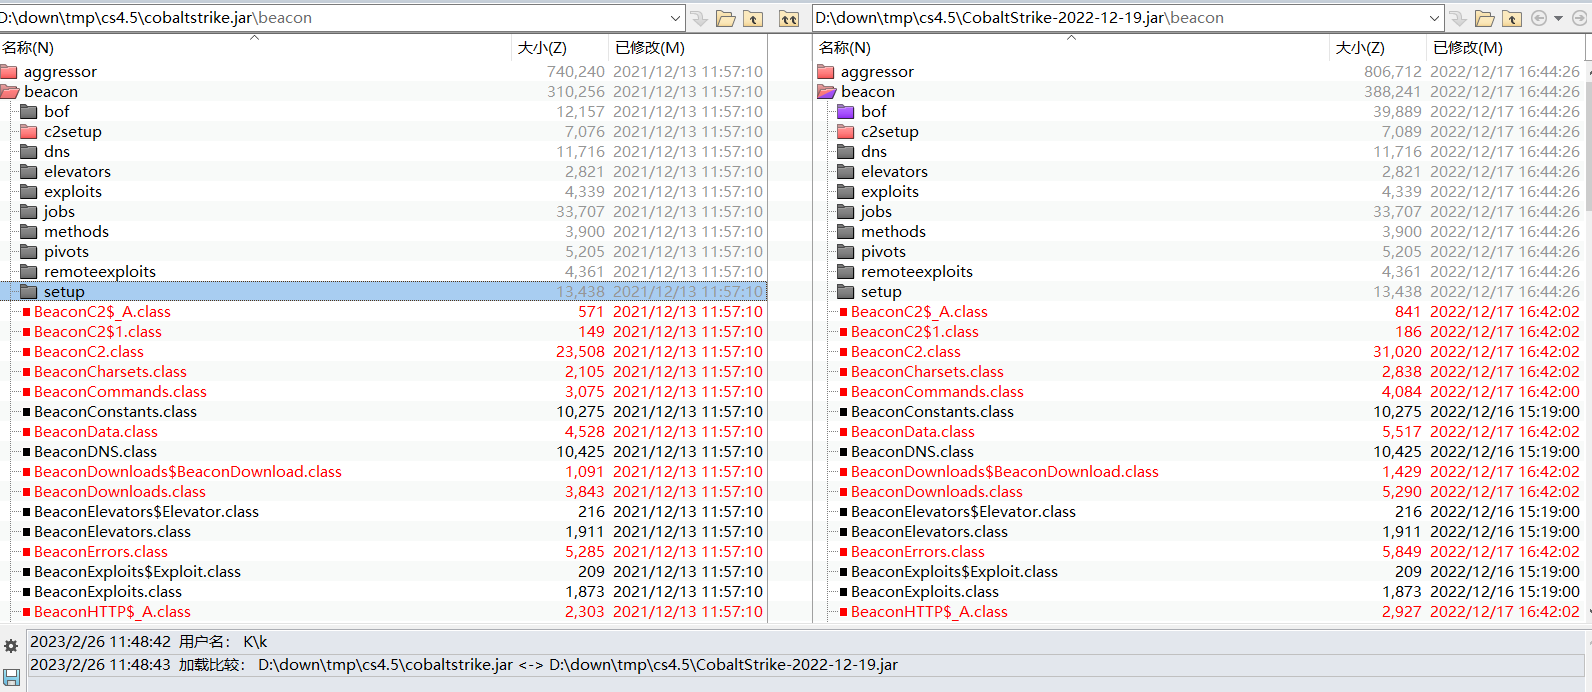 D:\down\tmp\cs4.5\cobaltstrike.jar\beacon D:\down\tmp\cs4.5\CobaltStrike-2022-12-19.jar\beacon
名称(N) 大小(Z) 已修改(M) 名称(N) 大小(Z) 已修改(M)
aggressor 740,240 2021/12/13 11:57:10 aggressor 806,712 2022/12/17 16:44:26
beacon 310,256 2021/12/13 11:57:10 beacon 388,241 2022/12/17 16:44:26
bof 12,157 2021/12/13 11:57:10 bof 39,889 2022/12/17 16:44:26
c2setup 7,076 2021/12/13 11:57:10 c2setup 7,089 2022/12/17 16:44:26
dns 11,716 2021/12/13 11:57:10 dns 11,716 2022/12/17 16:44:26
elevators 2,821 2021/12/13 11:57:10 elevators 2,821 2022/12/17 16:44:26
exploits 4,339 2021/12/13 11:57:10 exploits 4,339 2022/12/17 16:44:26
jobs 33,707 2021/12/13 11:57:10 jobs 33,707 2022/12/17 16:44:26
methods 3,900 2021/12/13 11:57:10 methods 3,900 2022/12/17 16:44:26
pivots 5,205 2021/12/13 11:57:10 pivots 5,205 2022/12/17 16:44:26
remoteexploits 4,361 2021/12/13 11:57:10 remoteexploits 4,361 2022/12/17 16:44:26
setup 13,438 2021/12/13 11:57:10 setup 13,438 2022/12/17 16:44:26
BeaconC2$_A.class 571 2021/12/13 11:57:10 BeaconC2$_A.class 841 2022/12/17 16:42:02
BeaconC2$1.class 149 2021/12/13 11:57:10 BeaconC2$1.class 186 2022/12/17 16:42:02
BeaconC2.class 23,508 2021/12/13 11:57:10 BeaconC2.class 31,020 2022/12/17 16:42:02
BeaconCharsets.class 2,105 2021/12/13 11:57:10 BeaconCharsets.class 2,838 2022/12/17 16:42:02
BeaconCommands.class 3,075 2021/12/13 11:57:10 BeaconCommands.class 4,084 2022/12/17 16:42:00
BeaconConstants.class 10,275 2021/12/13 11:57:10 BeaconConstants.class 10,275 2022/12/16 15:19:00
BeaconData.class 4,528 2021/12/13 11:57:10 BeaconData.class 5,517 2022/12/17 16:42:02
BeaconDNS.class 10,425 2021/12/13 11:57:10 BeaconDNS.class 10,425 2022/12/16 15:19:00
BeaconDownloads$BeaconDownload.class 1,091 2021/12/13 11:57:10 BeaconDownloads$BeaconDownload.class 1,429 2022/12/17 16:42:02
BeaconDownloads.class 3,843 2021/12/13 11:57:10 BeaconDownloads.class 5,290 2022/12/17 16:42:02
BeaconElevators$Elevator.class 216 2021/12/13 11:57:10 BeaconElevators$Elevator.class 216 2022/12/16 15:19:00
BeaconElevators.class 1,911 2021/12/13 11:57:10 BeaconElevators.class 1,911 2022/12/16 15:19:00
BeaconErrors.class 5,285 2021/12/13 11:57:10 BeaconErrors.class 5,849 2022/12/17 16:42:02
BeaconExploits$Exploit.class 209 2021/12/13 11:57:10 BeaconExploits$Exploit.class 209 2022/12/16 15:19:00
BeaconExploits.class 1,873 2021/12/13 11:57:10 BeaconExploits.class 1,873 2022/12/16 15:19:00
BeaconHTTP$_A.class 2,303 2021/12/13 11:57:10 BeaconHTTP$_A.class 2,927 2022/12/17 16:42:02
2023/2/26 11:48:42 用户名: K\k
2023/2/26 11:48:43 加载比较: D:\down\tmp\cs4.5\cobaltstrike.jar <-> D:\down\tmp\cs4.5\CobaltStrike-2022-12-19.jar